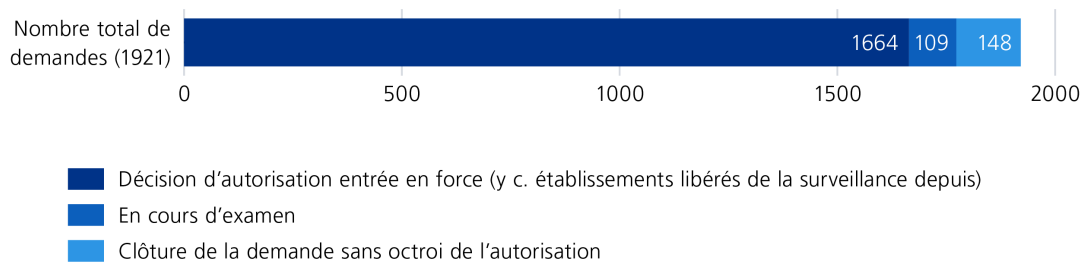 Nombre total de
demandes (1921)
1664 109 148
0 500 1000 1500 2000
Décision d’autorisation entrée en force (y c. établissements libérés de la surveillance depuis)
En cours d’examen
Clôture de la demande sans octroi de l’autorisation